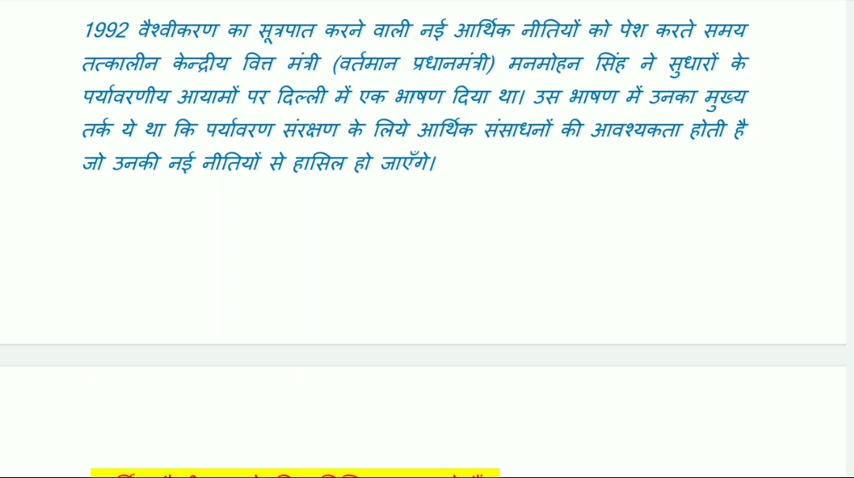 1992 वैश्वीकरण का सूत्रपात करने वाली नई आर्थिक नीतियों को पेश करते समय
तत्कालीन केन्द्रीय वित्त मंत्री (वर्तमान प्रधानमंत्री) मनमोहन सिंह ने सुधारों के
पर्यावरणीय आयामों पर दिल्ली में एक भाषण दिया था। उस भाषण में उनका मुख्य
तर्क ये था कि पर्यावरण संरक्षण के लिये आर्थिक संसाधनों की आवश्यकता होती है
जो उनकी नई नीतियों से हासिल हो जाएँगे।